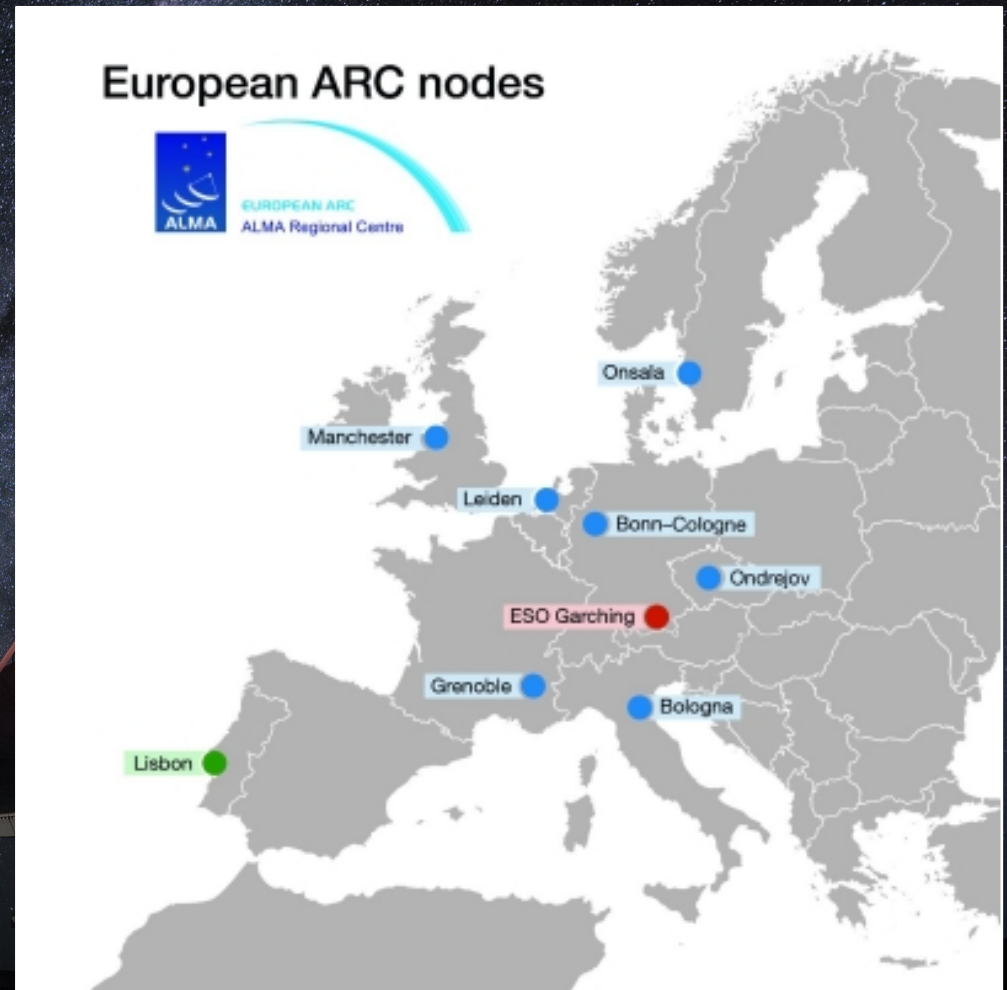 European ARC nodes
ALMA
EUROPEAN ARC
ALMA Regional Centre
Onsala
Manchester
Leiden
Bonn–Cologne
Ondrejov
ESO Garching
Grenoble
Bologna
Lisbon